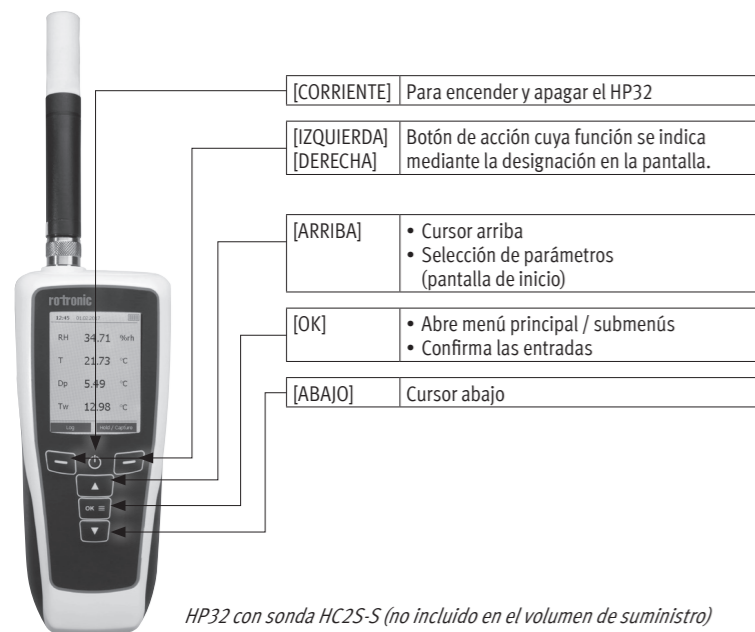 [CORRIENTE] Para encender y apagar el HP32
[IZQUIERDA] Botón de acción cuya función se indica
[DERECHA] mediante la designación en la pantalla.
[ARRIBA] • Cursor arriba
• Selección de parámetros
(pantalla de inicio)
[OK] • Abre menú principal / submenús
• Confirma las entradas
[ABAJO] Cursor abajo
rotronic
12:45
RH 34.71 %rh
T 21.73 °C
Dp 5.49 °C
Tw 12.98 °C
Log Hold / Capture
OK
HP32 con sonda HC2S-S (no incluido en el volumen de suministro)